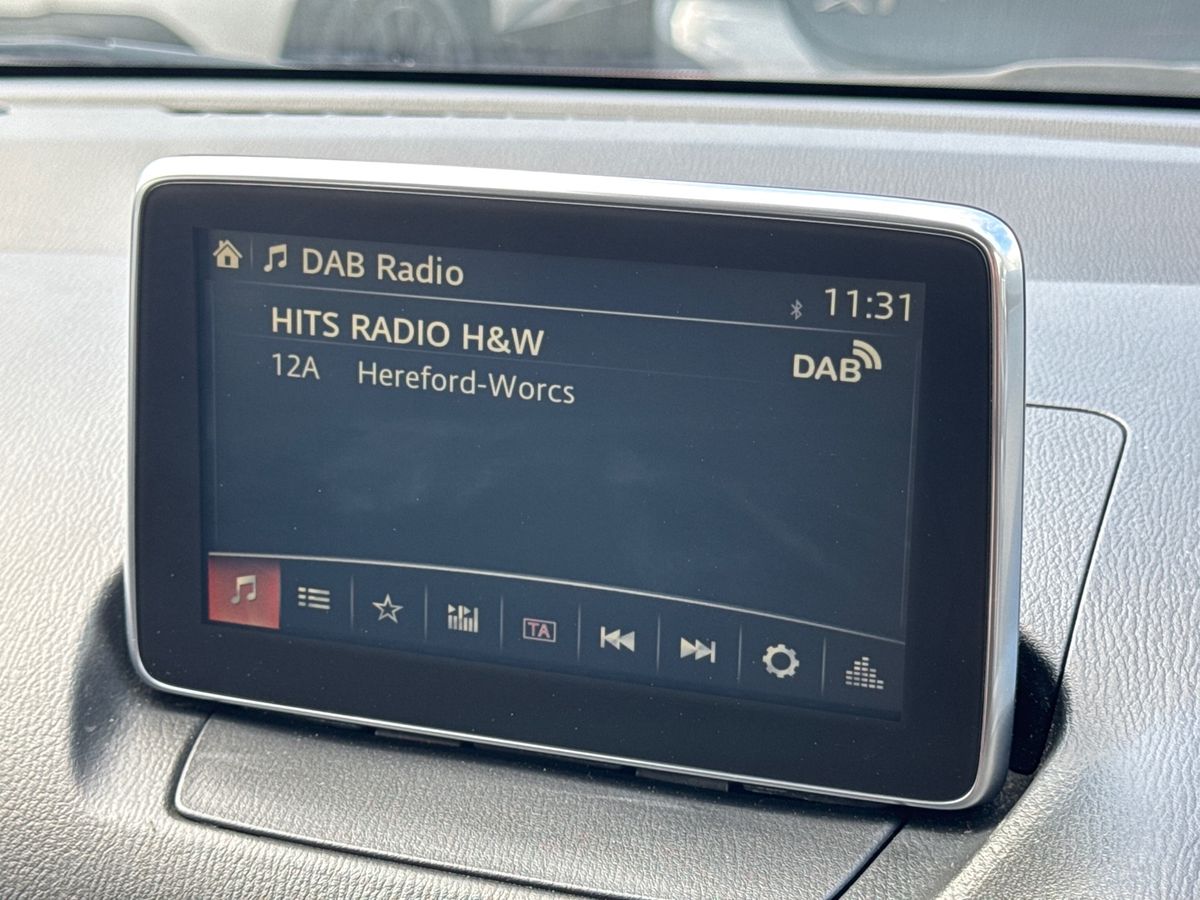 DAB Radio
11:31
HITS RADIO H&W
DAB
12A Hereford-Worcs
TA